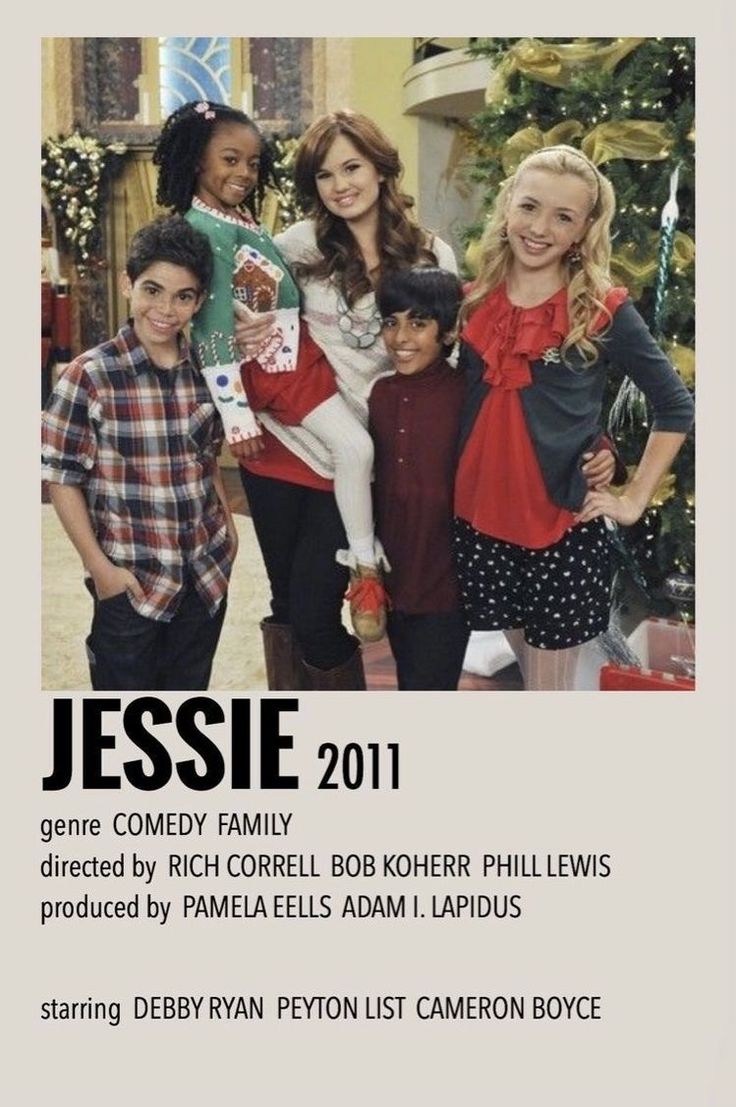 JESSIE 2011
genre COMEDY FAMILY
directed by RICH CORRELL BOB KOHERR PHILL LEWIS
produced by PAMELA EELLS ADAM I. LAPIDUS
starring DEBBY RYAN PEYTON LIST CAMERON BOYCE